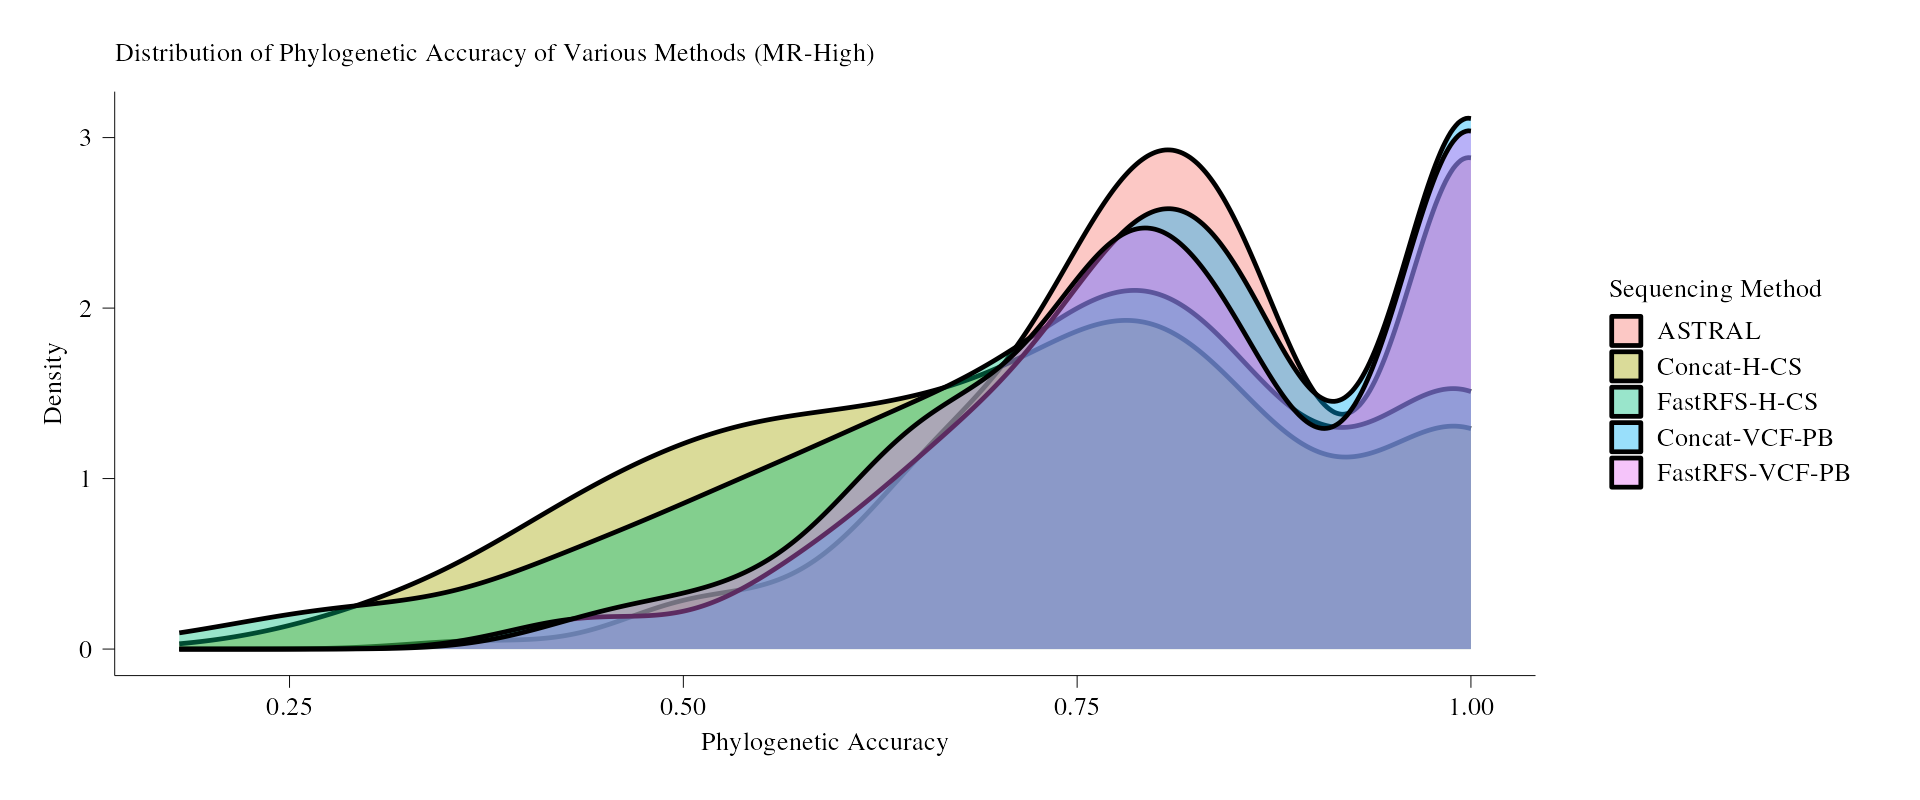 Distribution of Phylogenetic Accuracy of Various Methods (MR-High)
3
2
1
0
Density
0.25 0.50 0.75 1.00
Phylogenetic Accuracy
Sequencing Method
ASTRAL
Concat-H-CS
FastRFS-H-CS
Concat-VCF-PB
FastRFS-VCF-PB